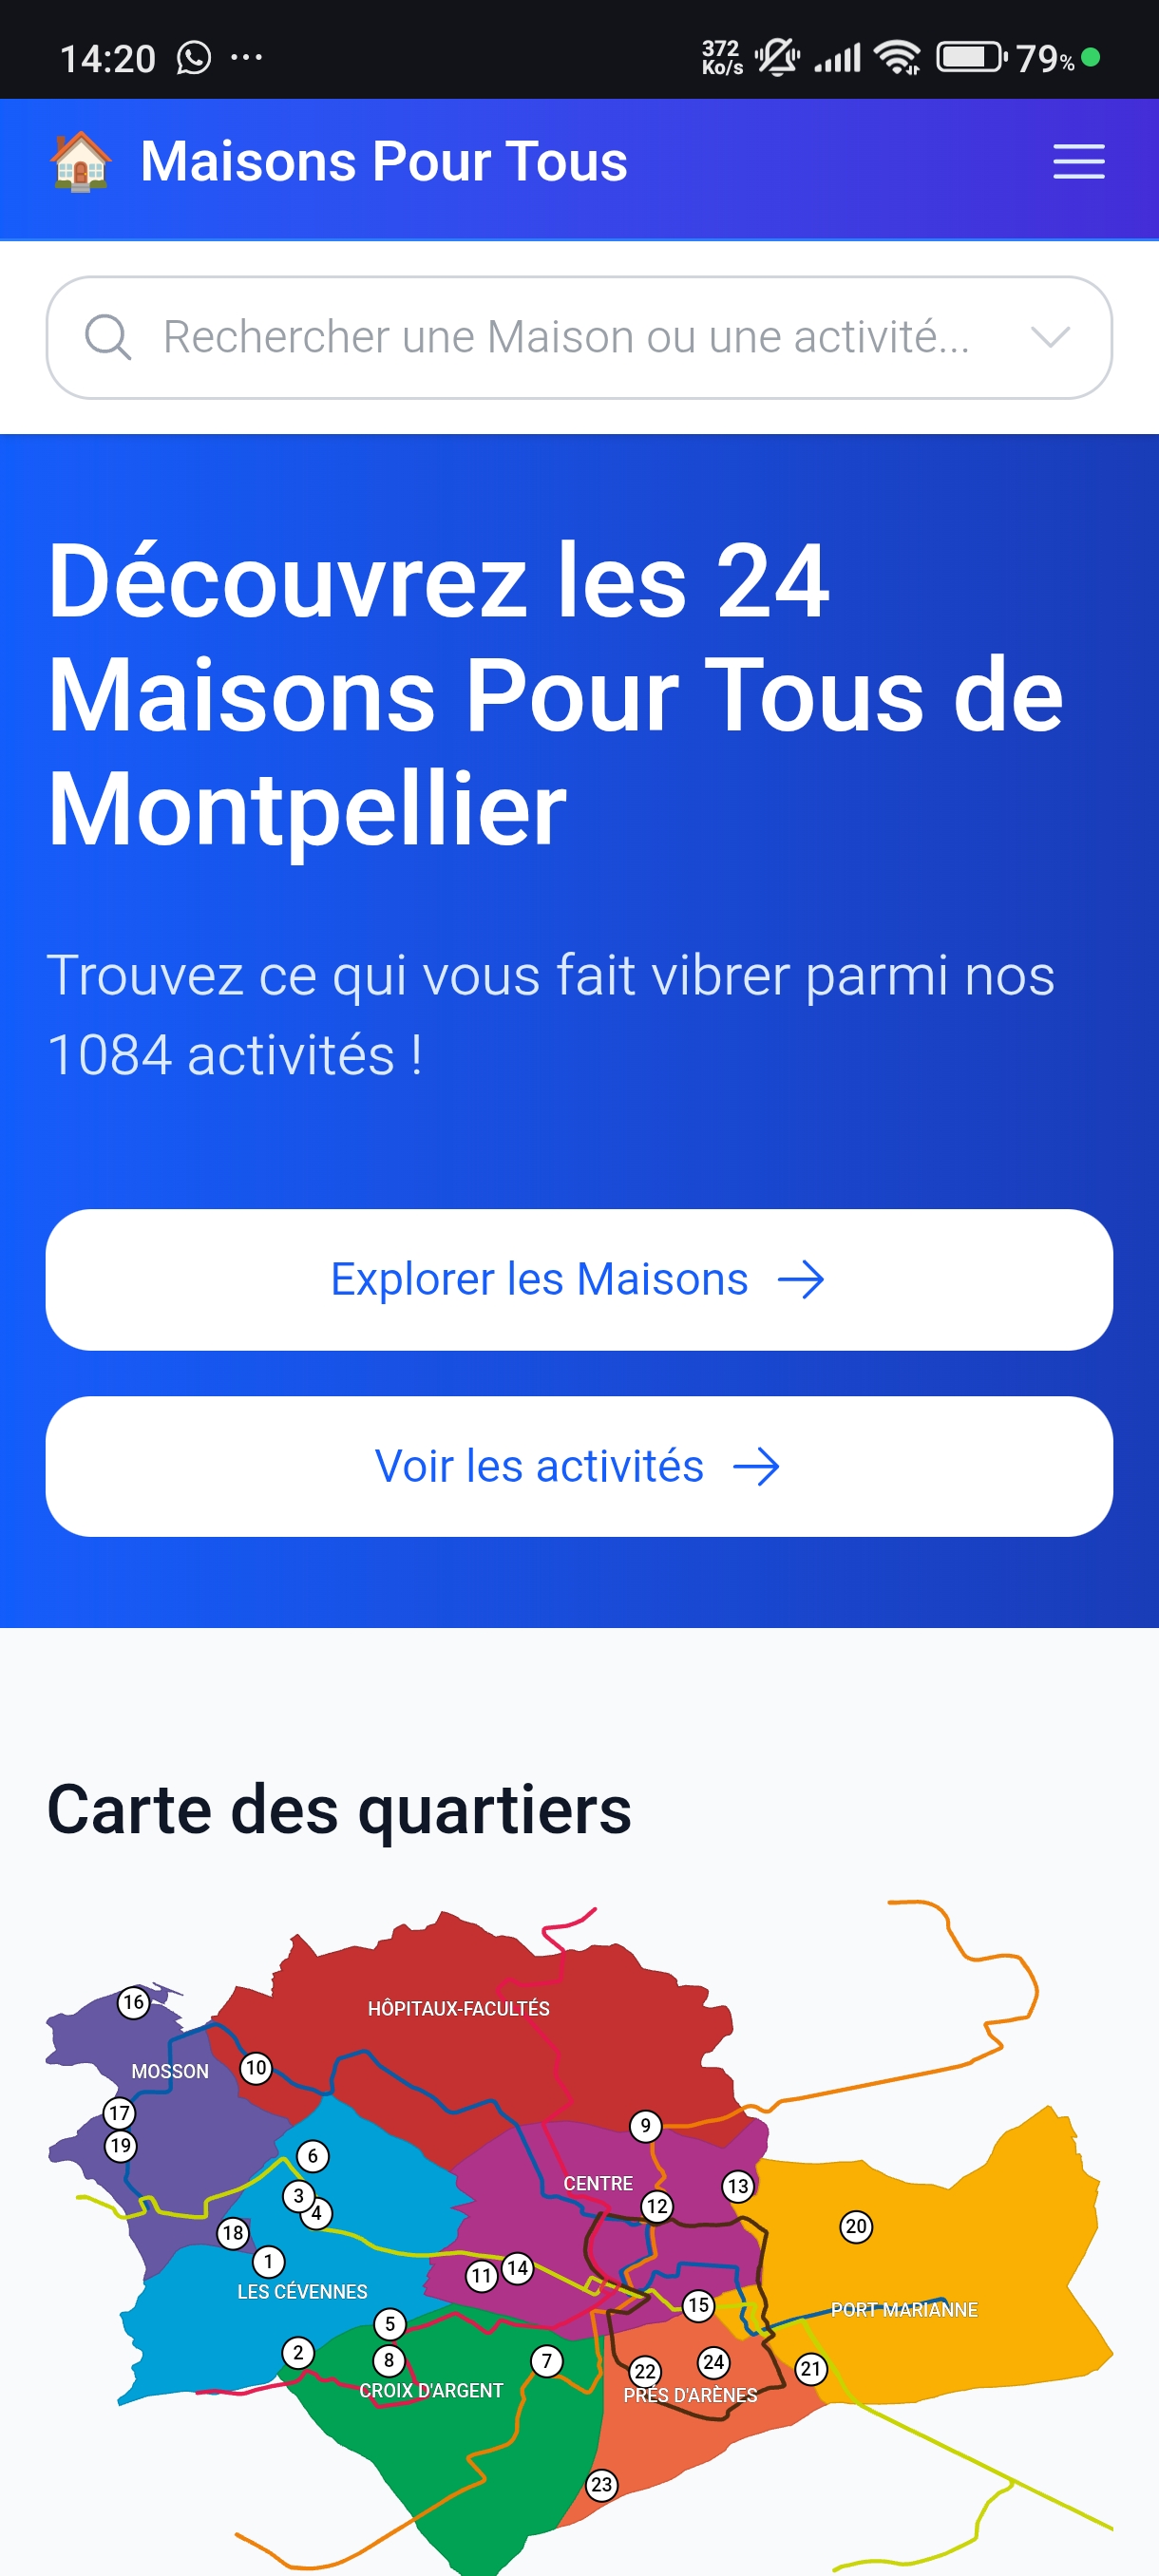 14:20 ...
372
Ko/s
79%
Maisons Pour Tous
Rechercher une Maison ou une activité...
Découvrez les 24
Maisons Pour Tous de
Montpellier
Trouvez ce qui vous fait vibrer parmi nos
1084 activités !
Explorer les Maisons →
Voir les activités →
Carte des quartiers
16
HÔPITAUX-FACULTÉS
MOSSON
10
17
9
19
6
CENTRE
13
3
4
12
18
20
1
11
14
LES CÉVENNES
15
PORT MARIANNE
5
2
8
7
22
24
21
CROIX D'ARGENT
PRÉS D'ARÈNES
23